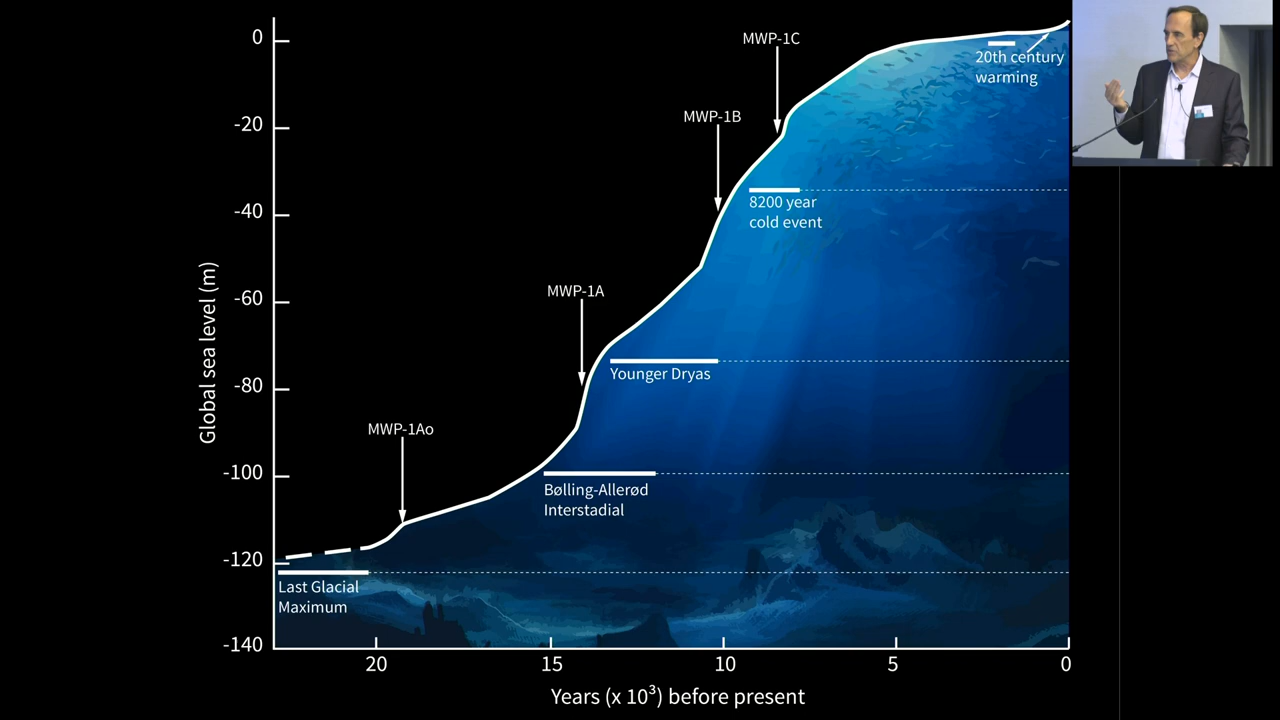 MWP-1C
0
20th century
warming
MWP-1B
-20
8200 year
cold event
-40
MWP-1A
-60
Younger Dryas
-80
MWP-1Ao
-100
Bølling-Allerød
Interstadial
-120
Last Glacial
Maximum
-140
20 15 10 5 0
Global sea level (m)
Years (x 10³) before present